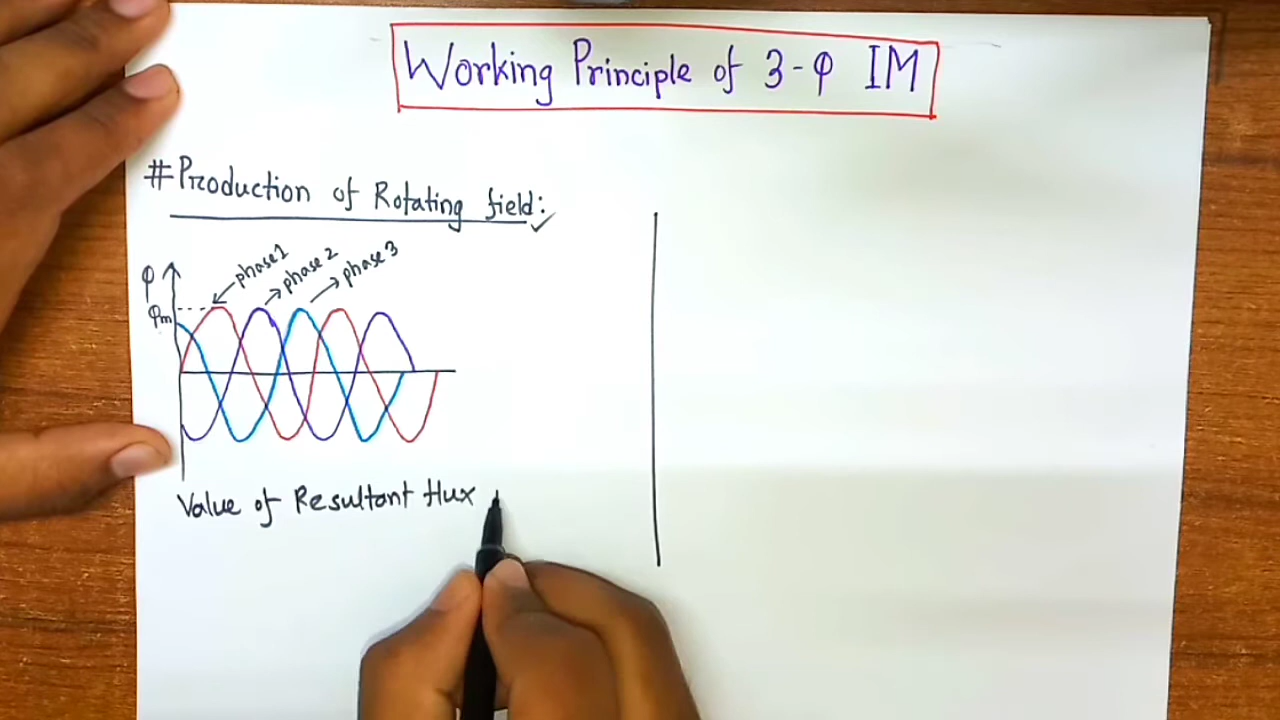 Working Principle of 3-φ IM
#Production of Rotating field:
phase1
phase 2
phase 3
φ
φm
Value of Resultant flux